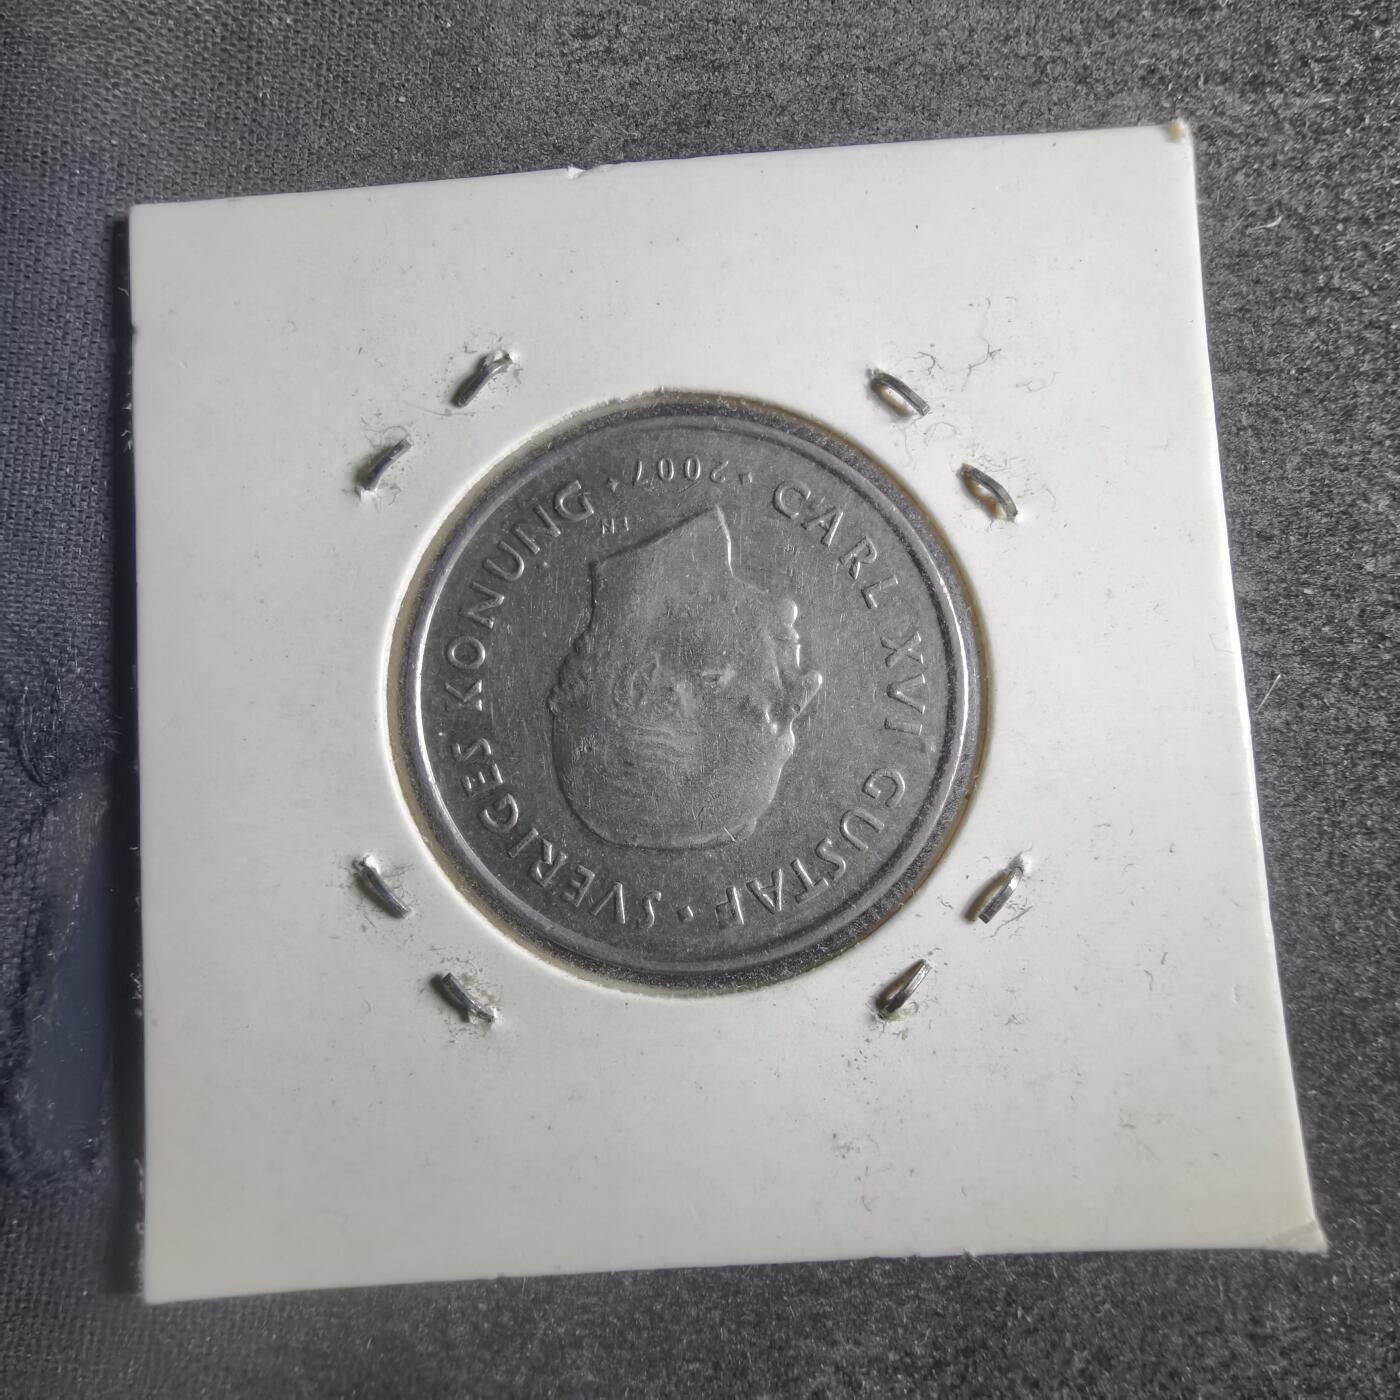 CARL XVI GUSTAF · SVERIGES KONUNG
· 2007 ·